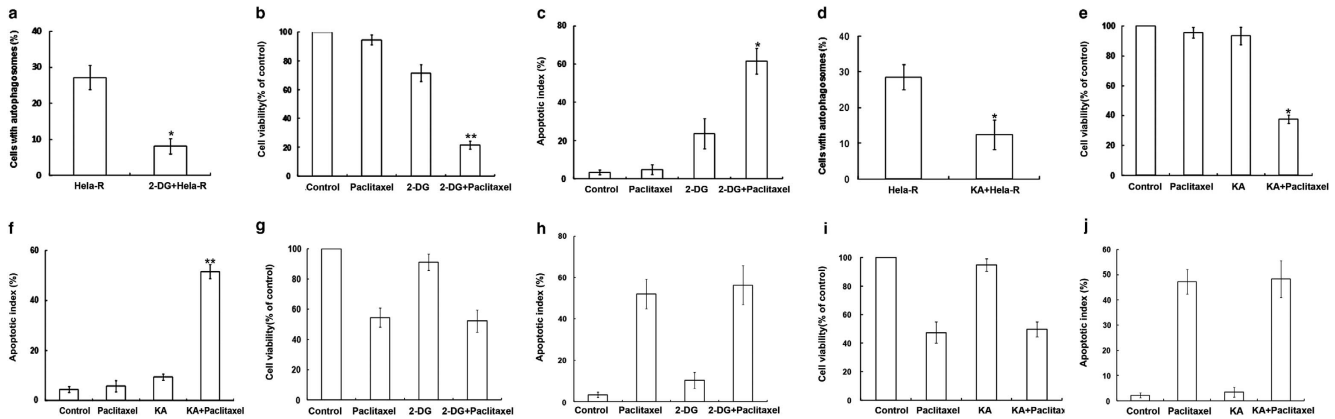 a
Cells with autophagosomes (%)
40
30
20
10
0
*
Hela-R 2-DG+Hela-R
b
Cell viability(% of control)
100
80
60
40
20
0
**
Control Paclitaxel 2-DG 2-DG+Paclitaxel
c
Apoptotic index (%)
80
60
40
20
0
*
Control Paclitaxel 2-DG 2-DG+Paclitaxel
d
Cells with autophagosomes (%)
40
30
20
10
0
*
Hela-R KA+Hela-R
e
Cell viability(% of control)
100
80
60
40
20
0
*
Control Paclitaxel KA KA+Paclitaxel
f
Apoptotic index (%)
60
40
20
0
**
Control Paclitaxel KA KA+Paclitaxel
g
Cell viability(% of control)
100
80
60
40
20
0
Control Paclitaxel 2-DG 2-DG+Paclitaxel
h
Apoptotic index (%)
80
60
40
20
0
Control Paclitaxel 2-DG 2-DG+Paclitaxel
i
Cell viability(% of control)
100
80
60
40
20
0
Control Paclitaxel KA KA+Paclitax
j
Apoptotic index (%)
60
50
40
30
20
10
0
Control Paclitaxel KA KA+Paclitaxel